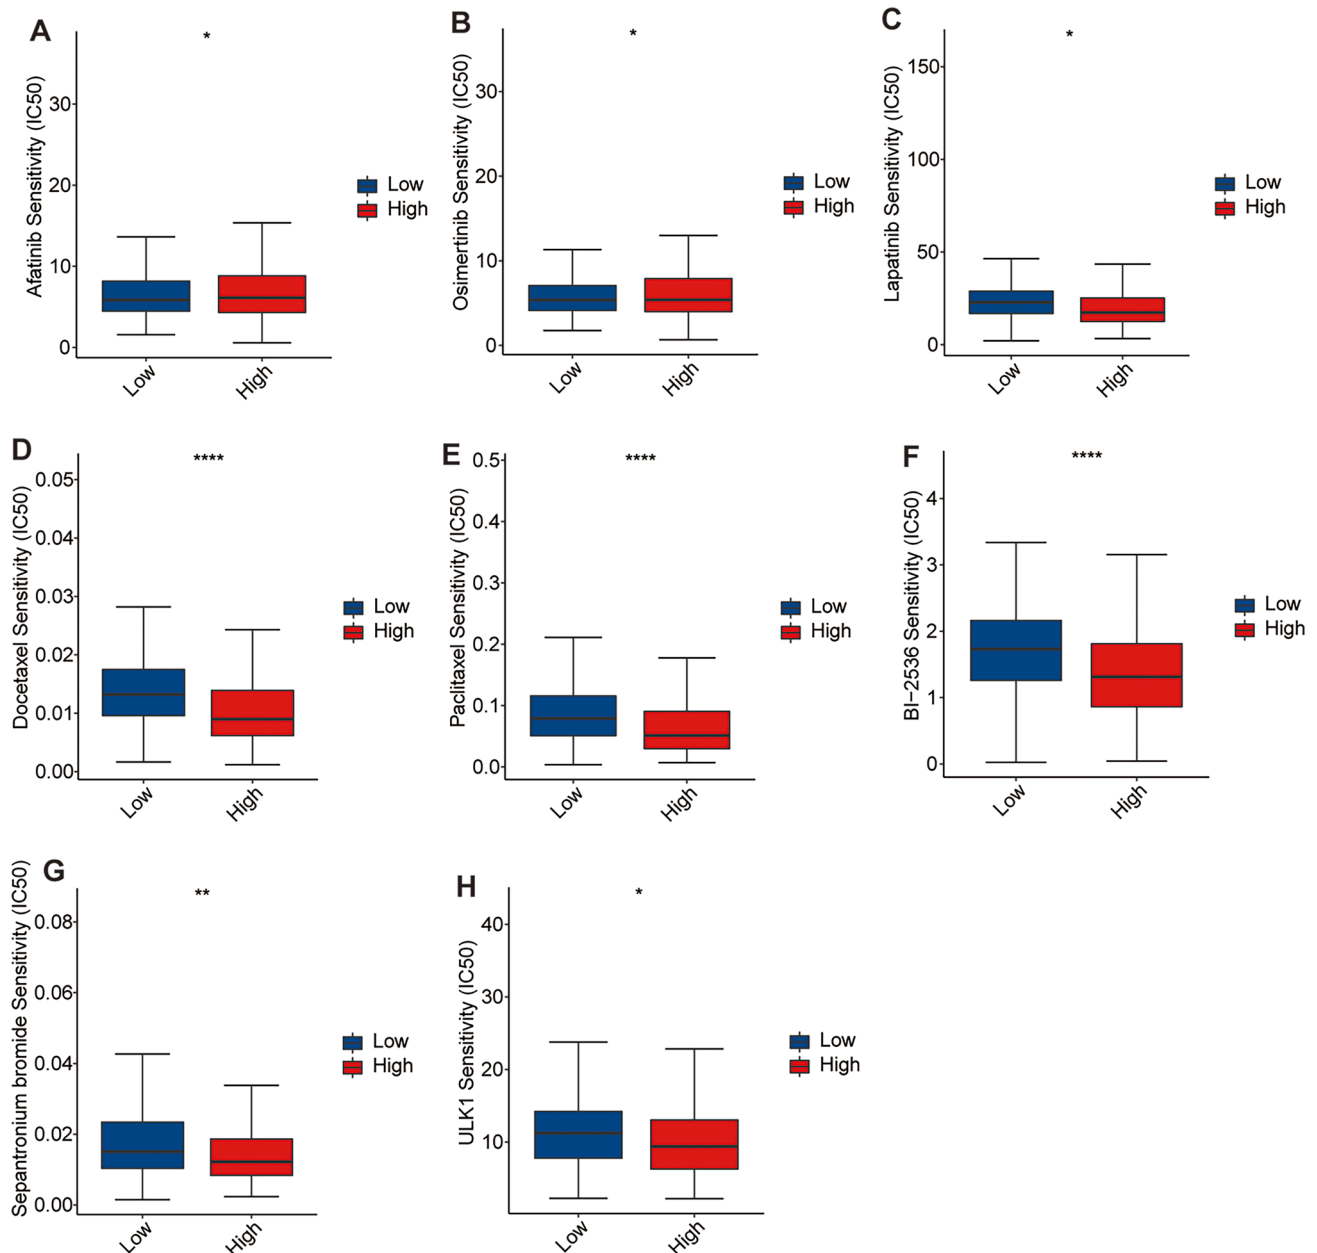 A
*
Afatinib Sensitivity (IC50)
30
20
10
0
Low
High
Low
High
B
*
Osimertinib Sensitivity (IC50)
30
20
10
0
Low
High
Low
High
C
*
Lapatinib Sensitivity (IC50)
150
100
50
0
Low
High
Low
High
D
****
Docetaxel Sensitivity (IC50)
0.05
0.04
0.03
0.02
0.01
0.00
Low
High
Low
High
E
****
Paclitaxel Sensitivity (IC50)
0.5
0.4
0.3
0.2
0.1
0.0
Low
High
Low
High
F
****
BI-2536 Sensitivity (IC50)
4
3
2
1
0
Low
High
Low
High
G
**
Sepantronium bromide Sensitivity (IC50)
0.08
0.06
0.04
0.02
0.00
Low
High
Low
High
H
*
ULK1 Sensitivity (IC50)
40
30
20
10
Low
High
Low
High